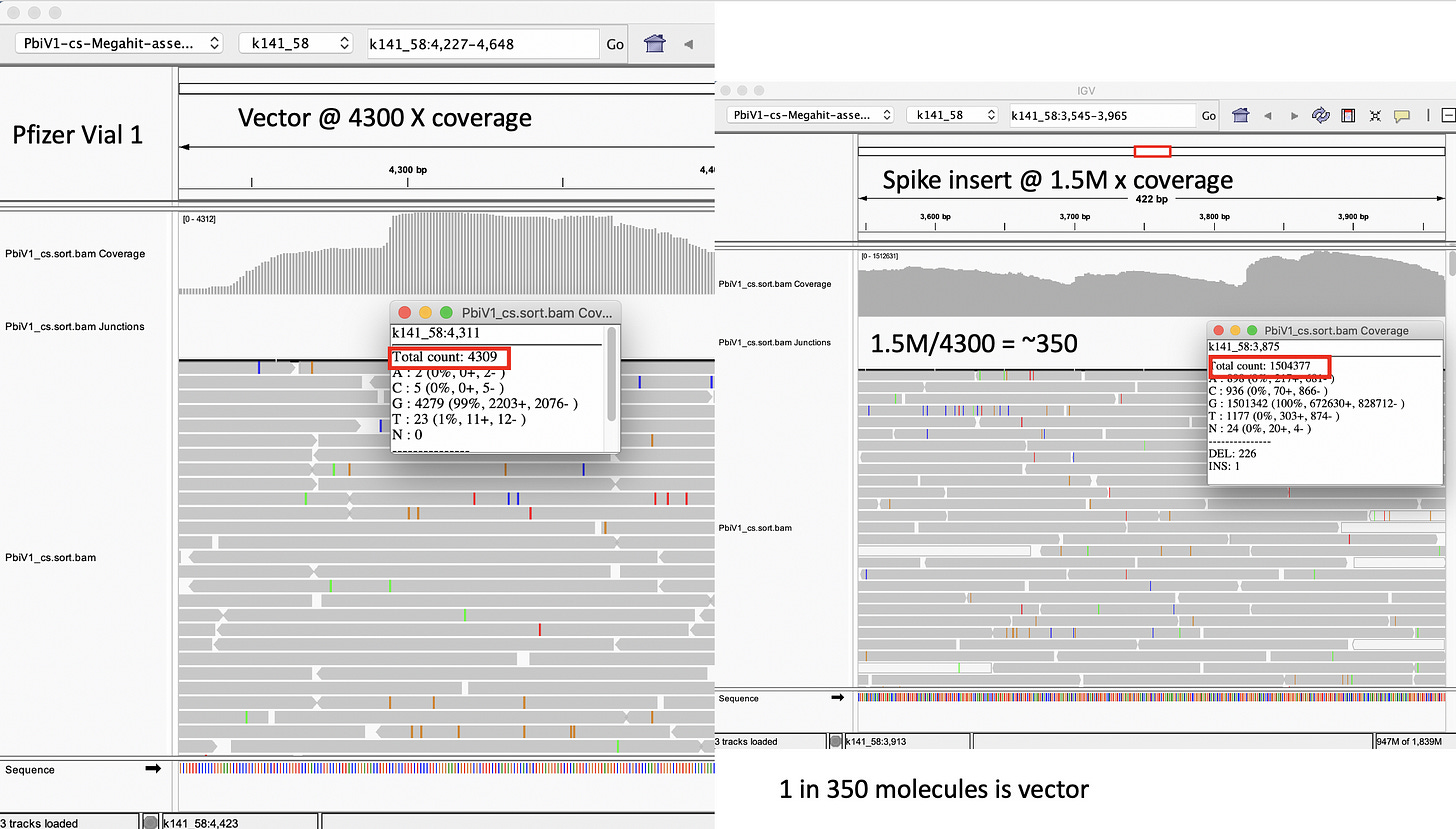 PbiV1-cs-Megahit-asse...
k141_58
k141_58:4,227-4,648
Go
Pfizer Vial 1
Vector @ 4300 X coverage
4,300 bp
4,4
[0 - 4312]
PbiV1_cs.sort.bam Coverage
PbiV1_cs.sort.bam Junctions
PbiV1_cs.sort.bam Cov...
k141_58:4,311
Total count: 4309
A : 2 (0%, 0+, 2- )
C : 5 (0%, 0+, 5- )
G : 4279 (99%, 2203+, 2076- )
T : 23 (1%, 11+, 12- )
N : 0
---------------
PbiV1_cs.sort.bam
Sequence
3 tracks loaded
k141_58:4,423
IGV
PbiV1-cs-Megahit-asse...
k141_58
k141_58:3,545-3,965
Go
Spike insert @ 1.5M x coverage
422 bp
3,600 bp
3,700 bp
3,800 bp
3,900 bp
[0 - 1512631]
PbiV1_cs.sort.bam Coverage
PbiV1_cs.sort.bam Junctions
1.5M/4300 = ~350
PbiV1_cs.sort.bam Coverage
k141_58:3,875
Total count: 1504377
A : 898 (0%, 217+, 681- )
C : 936 (0%, 70+, 866- )
G : 1501342 (100%, 672630+, 828712- )
T : 1177 (0%, 303+, 874- )
N : 24 (0%, 20+, 4- )
---------------
DEL: 226
INS: 1
PbiV1_cs.sort.bam
Sequence
3 tracks loaded
k141_58:3,913
947M of 1,839M
1 in 350 molecules is vector